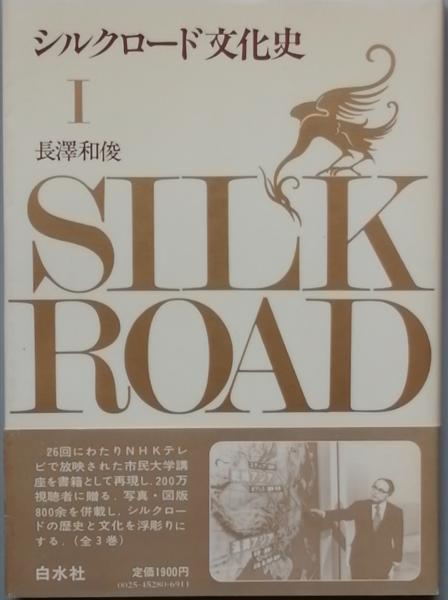 シルクロード文化史
I
長澤和俊
SILK
ROAD
26回にわたりNHKテレ
ビで放映された市民大学講
座を書籍として再現し、200万
視聴者に贈る．写真・図版
800余を併載し，シルクロー
ドの歴史と文化を浮彫りに
する．（全3巻）
白水社
定価1900円
0025-45280-6911